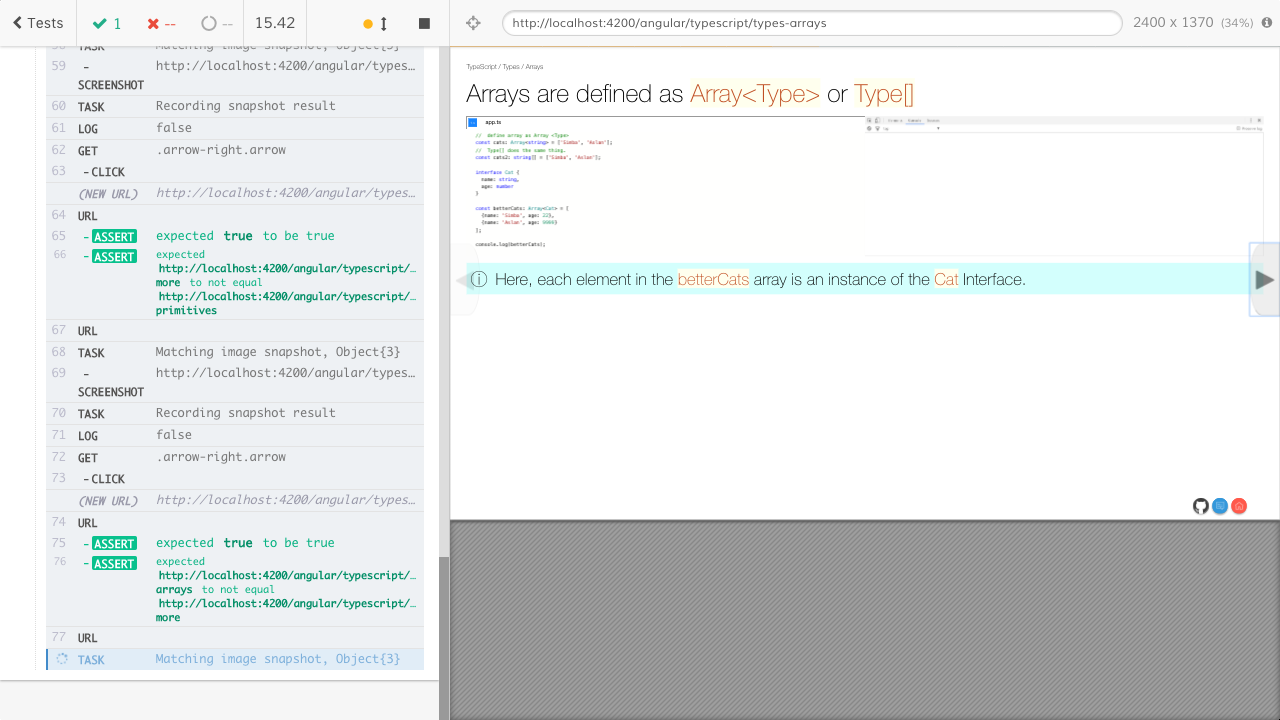 Tests
1
--
--
15.42
http://localhost:4200/angular/typescript/types-arrays
2400 x 1370 (34%)
58 TASK Matching image snapshot, Object{3}
59 - http://localhost:4200/angular/types…
SCREENSHOT
60 TASK Recording snapshot result
61 LOG false
62 GET .arrow-right.arrow
63 -CLICK
(NEW URL) http://localhost:4200/angular/types…
64 URL
65 -ASSERT expected true to be true
66 -ASSERT expected
http://localhost:4200/angular/typescript/…
more to not equal
http://localhost:4200/angular/typescript/…
primitives
67 URL
68 TASK Matching image snapshot, Object{3}
69 - http://localhost:4200/angular/types…
SCREENSHOT
70 TASK Recording snapshot result
71 LOG false
72 GET .arrow-right.arrow
73 -CLICK
(NEW URL) http://localhost:4200/angular/types…
74 URL
75 -ASSERT expected true to be true
76 -ASSERT expected
http://localhost:4200/angular/typescript/…
arrays to not equal
http://localhost:4200/angular/typescript/…
more
77 URL
TASK Matching image snapshot, Object{3}
TypeScript / Types / Arrays
Arrays are defined as Array<Type> or Type[]
app.ts
// define array as Array <Type>
const cats: Array<string> = ['Simba', 'Aslan'];
// Type[] does the same thing.
const cats2: string[] = ['Simba', 'Aslan'];
interface Cat {
name: string,
age: number
}
const betterCats: Array<Cat> = [
{name: 'Simba', age: 22},
{name: 'Aslan', age: 9999}
];
console.log(betterCats);
Console
Sources
top
Preserve log
Here, each element in the betterCats array is an instance of the Cat Interface.